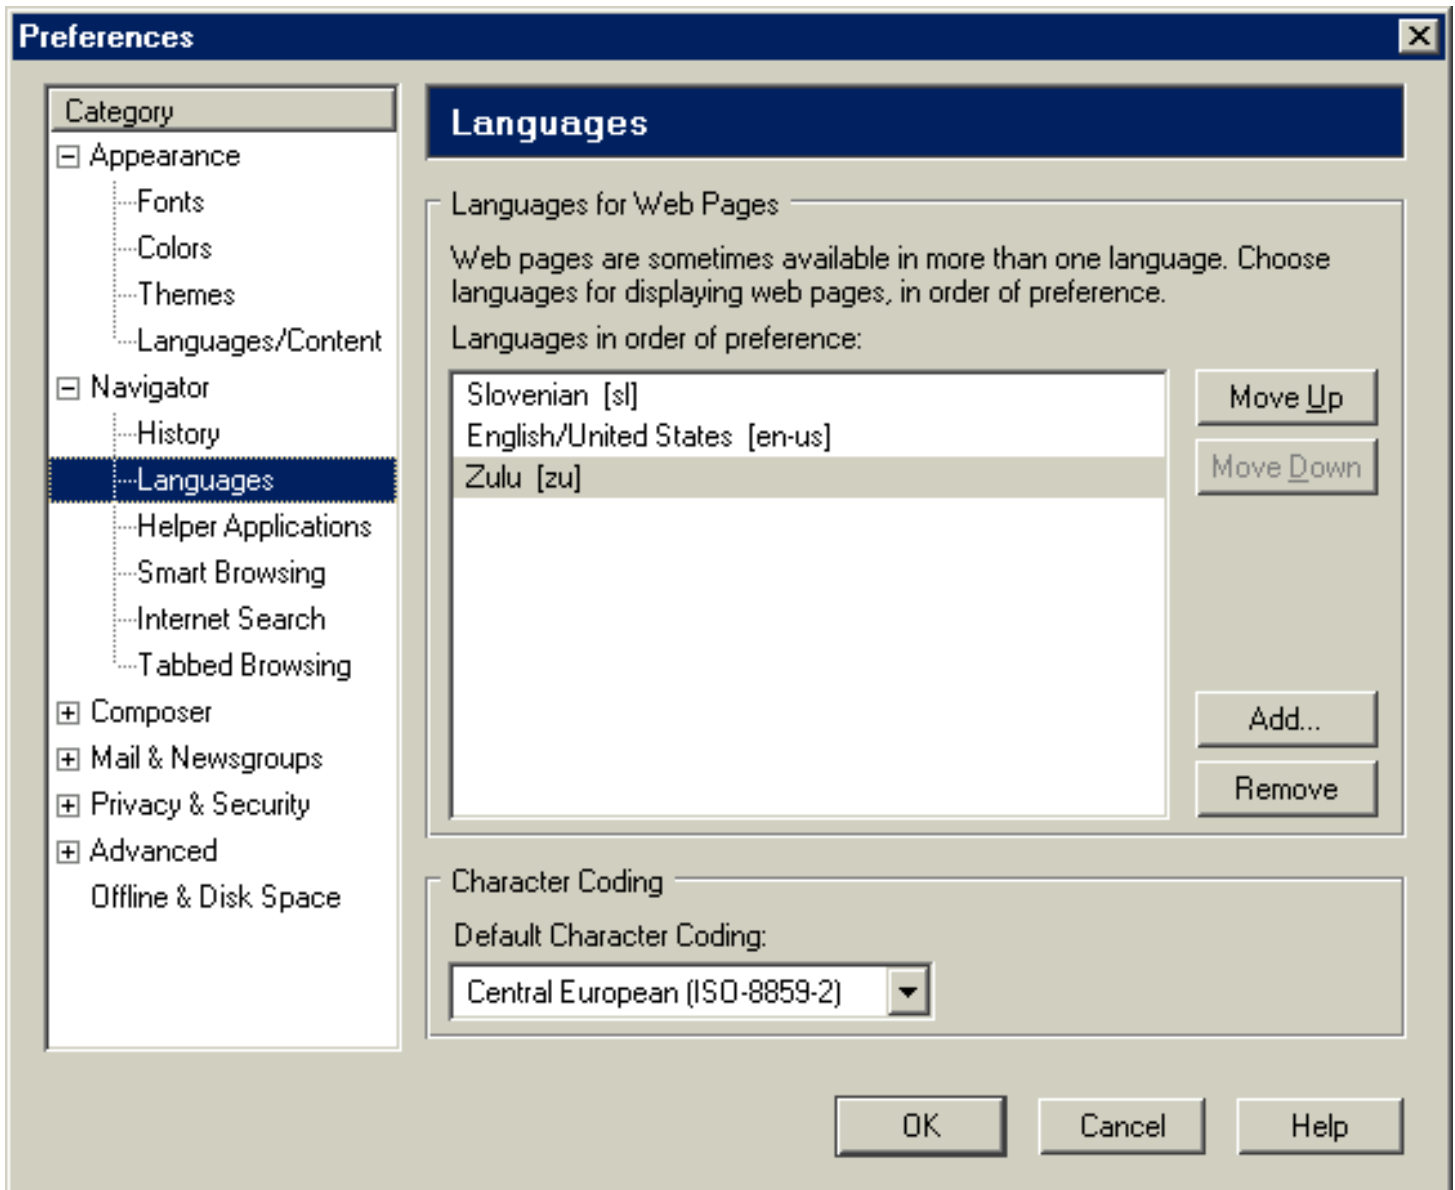 Preferences
Category
Appearance
Fonts
Colors
Themes
Languages/Content
Navigator
History
Languages
Helper Applications
Smart Browsing
Internet Search
Tabbed Browsing
Composer
Mail & Newsgroups
Privacy & Security
Advanced
Offline & Disk Space
Languages
Languages for Web Pages
Web pages are sometimes available in more than one language. Choose
languages for displaying web pages, in order of preference.
Languages in order of preference:
Slovenian [sl]
English/United States [en-us]
Zulu [zu]
Move Up
Move Down
Add...
Remove
Character Coding
Default Character Coding:
Central European (ISO-8859-2)
OK
Cancel
Help